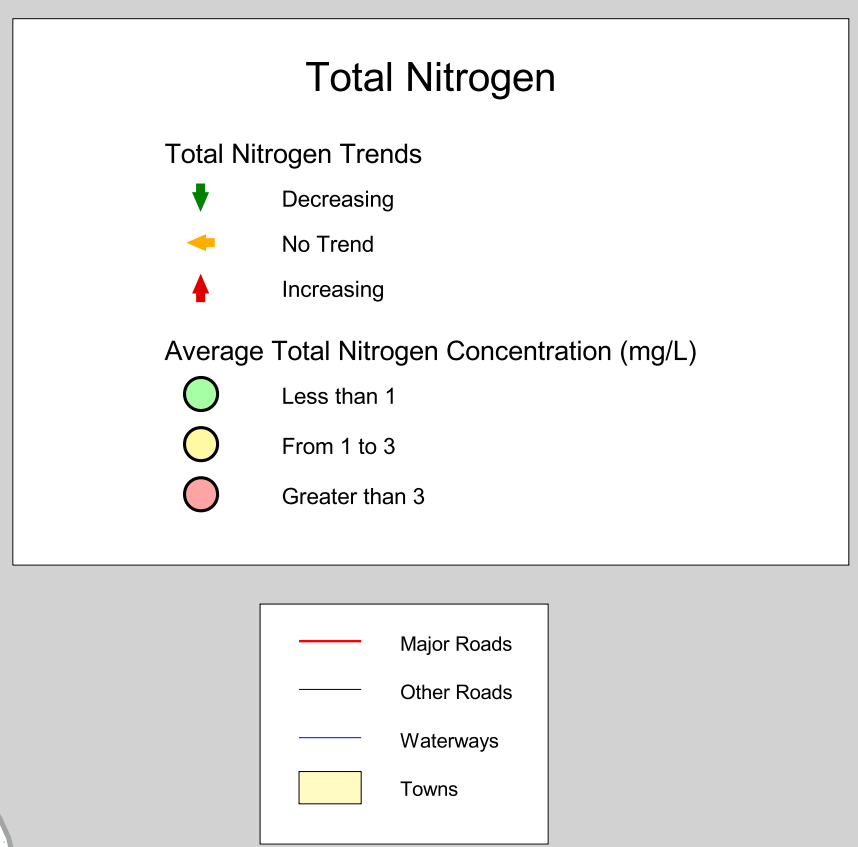 Total Nitrogen
Total Nitrogen Trends
Decreasing
No Trend
Increasing
Average Total Nitrogen Concentration (mg/L)
Less than 1
From 1 to 3
Greater than 3
Major Roads
Other Roads
Waterways
Towns